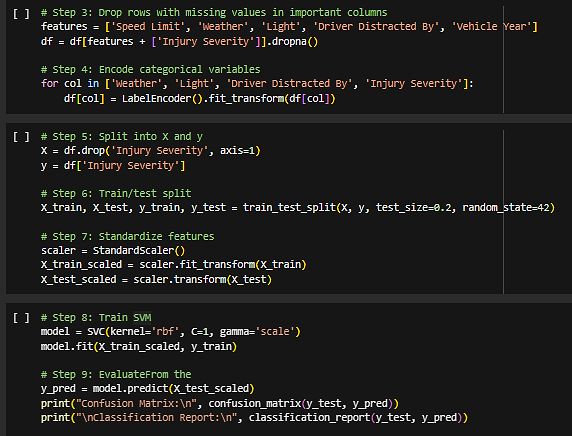 [ ] # Step 3: Drop rows with missing values in important columns
features = ['Speed Limit', 'Weather', 'Light', 'Driver Distracted By', 'Vehicle Year']
df = df[features + ['Injury Severity']].dropna()
# Step 4: Encode categorical variables
for col in ['Weather', 'Light', 'Driver Distracted By', 'Injury Severity']:
    df[col] = LabelEncoder().fit_transform(df[col])
[ ] # Step 5: Split into X and y
X = df.drop('Injury Severity', axis=1)
y = df['Injury Severity']
# Step 6: Train/test split
X_train, X_test, y_train, y_test = train_test_split(X, y, test_size=0.2, random_state=42)
# Step 7: Standardize features
scaler = StandardScaler()
X_train_scaled = scaler.fit_transform(X_train)
X_test_scaled = scaler.transform(X_test)
[ ] # Step 8: Train SVM
model = SVC(kernel='rbf', C=1, gamma='scale')
model.fit(X_train_scaled, y_train)
# Step 9: EvaluateFrom the
y_pred = model.predict(X_test_scaled)
print("Confusion Matrix:\n", confusion_matrix(y_test, y_pred))
print("\nClassification Report:\n", classification_report(y_test, y_pred))